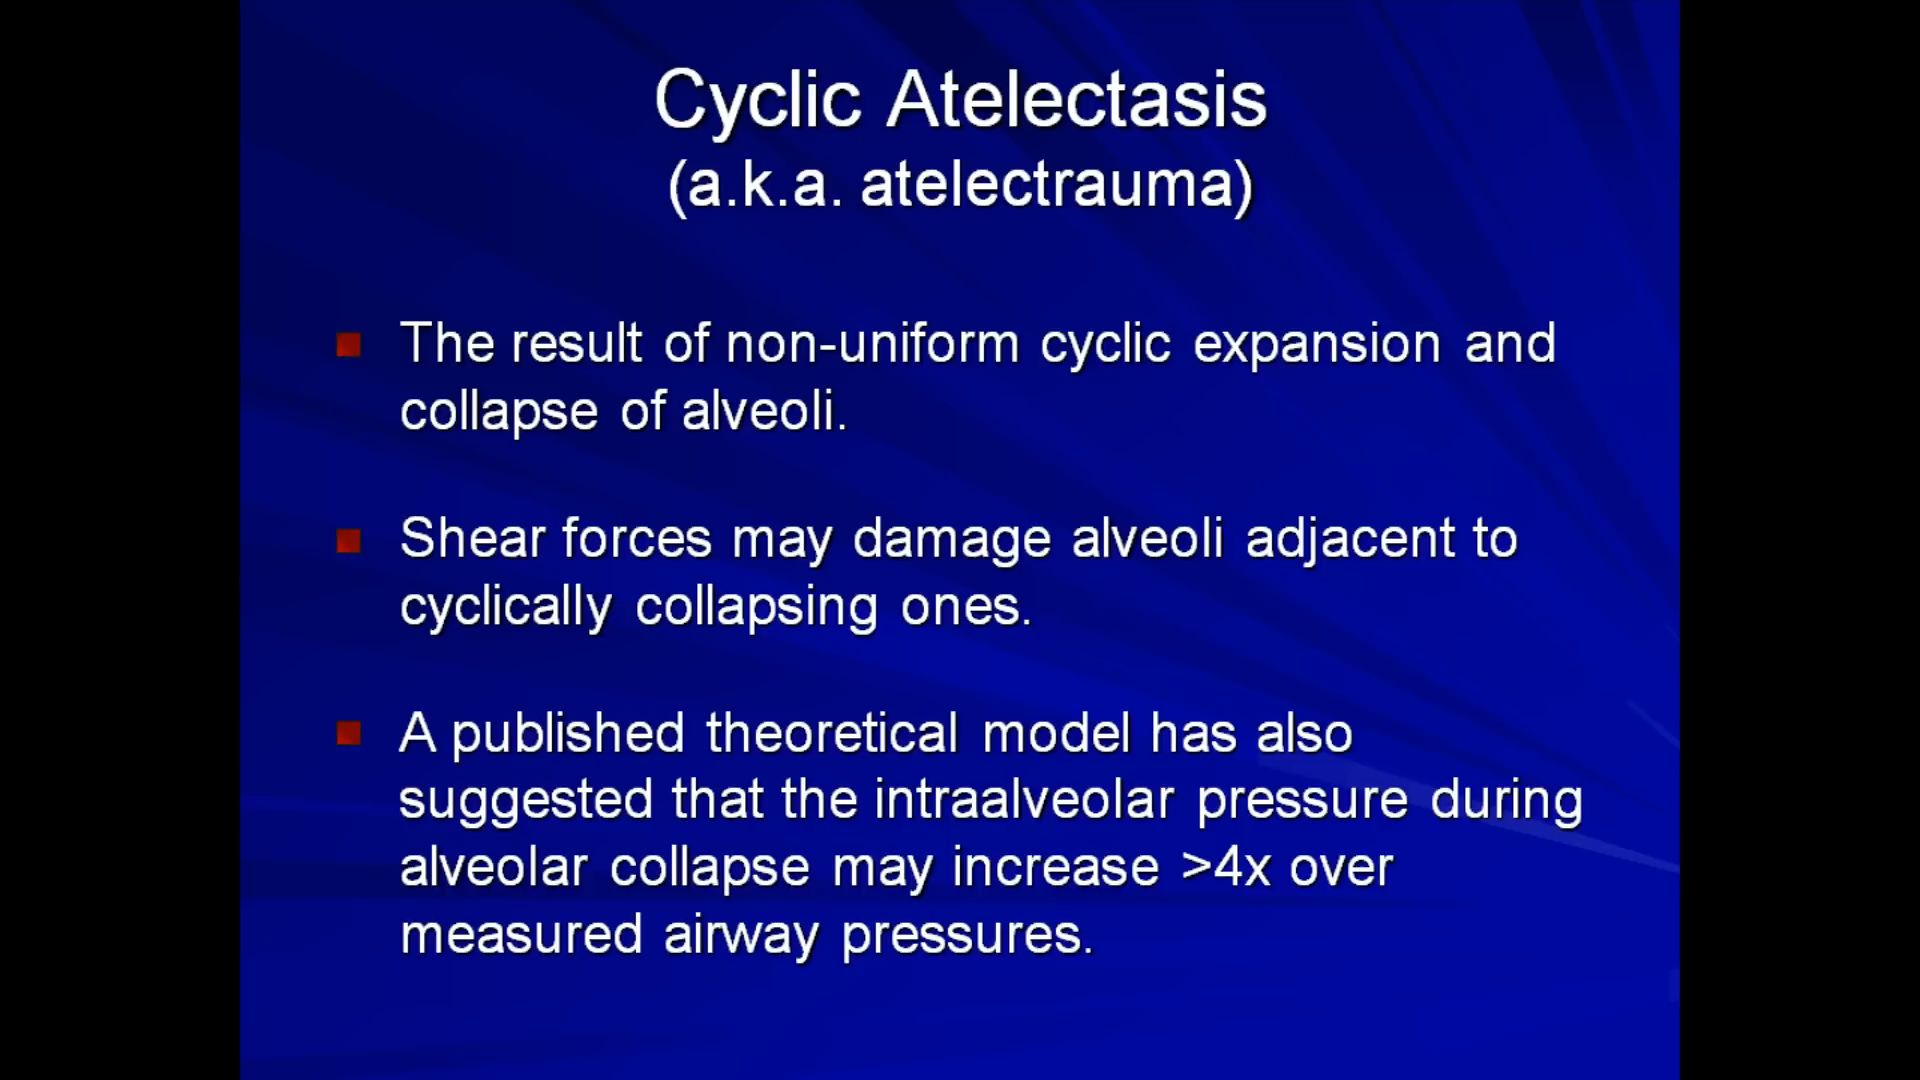 Cyclic Atelectasis
(a.k.a. atelectrauma)
The result of non-uniform cyclic expansion and
collapse of alveoli.
Shear forces may damage alveoli adjacent to
cyclically collapsing ones.
A published theoretical model has also
suggested that the intraalveolar pressure during
alveolar collapse may increase >4x over
measured airway pressures.